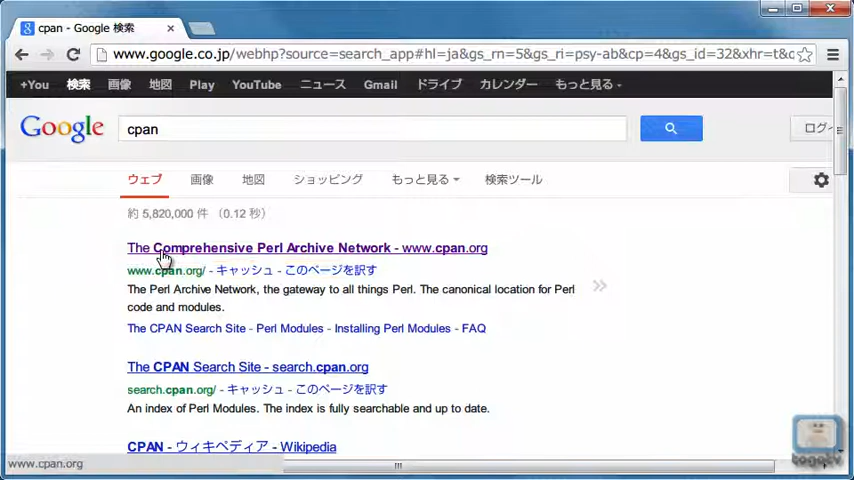 cpan - Google 検索
www.google.co.jp/webhp?source=search_app#hl=ja&gs_rn=5&gs_ri=psy-ab&cp=4&gs_id=32&xhr=t&c
+You 検索 画像 地図 Play YouTube ニュース Gmail ドライブ カレンダー もっと見る
Google cpan ログイ
ウェブ 画像 地図 ショッピング もっと見る 検索ツール
約 5,820,000 件 (0.12 秒)
The Comprehensive Perl Archive Network - www.cpan.org
www.cpan.org/ - キャッシュ - このページを訳す
The Perl Archive Network, the gateway to all things Perl. The canonical location for Perl
code and modules.
The CPAN Search Site - Perl Modules - Installing Perl Modules - FAQ
The CPAN Search Site - search.cpan.org
search.cpan.org/ - キャッシュ - このページを訳す
An index of Perl Modules. The index is fully searchable and up to date.
CPAN - ウィキペディア - Wikipedia
www.cpan.org
togotv